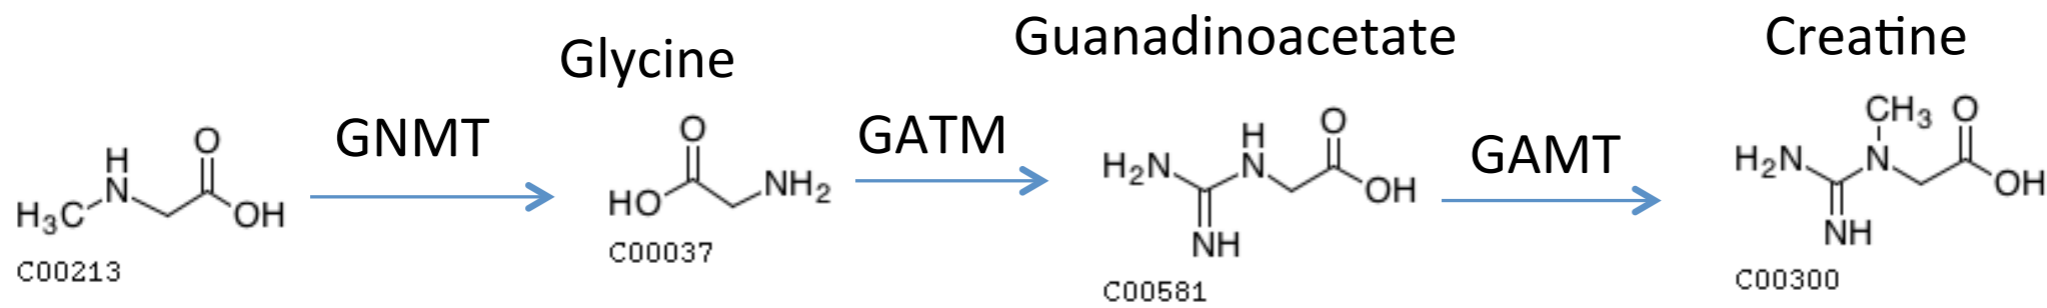 Glycine
Guanadinoacetate
Creatine
GNMT
GATM
GAMT
H3C
H
N
O
OH
C00213
O
HO
NH2
C00037
H2N
H
N
O
OH
NH
C00581
H2N
CH3
N
O
OH
NH
C00300